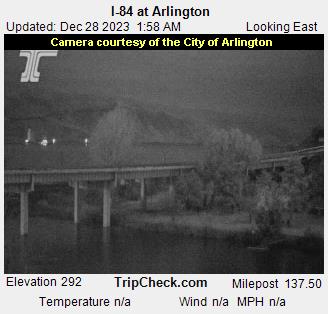 I-84 at Arlington
Updated: Dec 28 2023 1:58 AM Looking East
Camera courtesy of the City of Arlington
Elevation 292 TripCheck.com Milepost 137.50
Temperature n/a Wind n/a MPH n/a